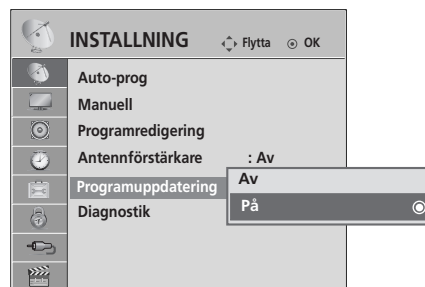 INSTALLNING Flytta OK
Auto-prog
Manuell
Programredigering
Antennförstärkare : Av
Programuppdatering Av
På
Diagnostik